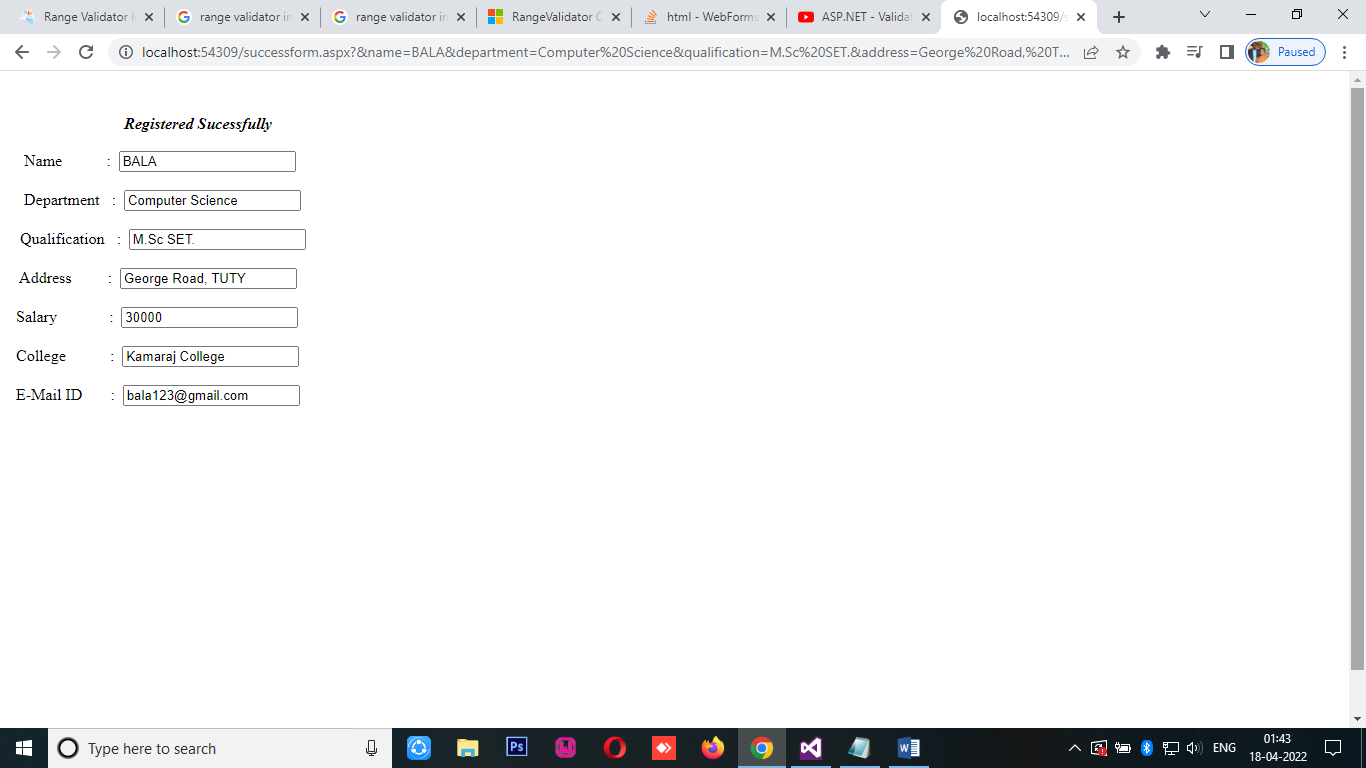 Range Validator I
range validator in
range validator in
RangeValidator C
html - WebForms
ASP.NET - Valida
localhost:54309/s
localhost:54309/successform.aspx?&name=BALA&department=Computer%20Science&qualification=M.Sc%20SET.&address=George%20Road,%20T...
Paused
Registered Sucessfully
Name : BALA
Department : Computer Science
Qualification : M.Sc SET.
Address : George Road, TUTY
Salary : 30000
College : Kamaraj College
E-Mail ID : bala123@gmail.com
Type here to search
Ps
ENG
01:43
18-04-2022